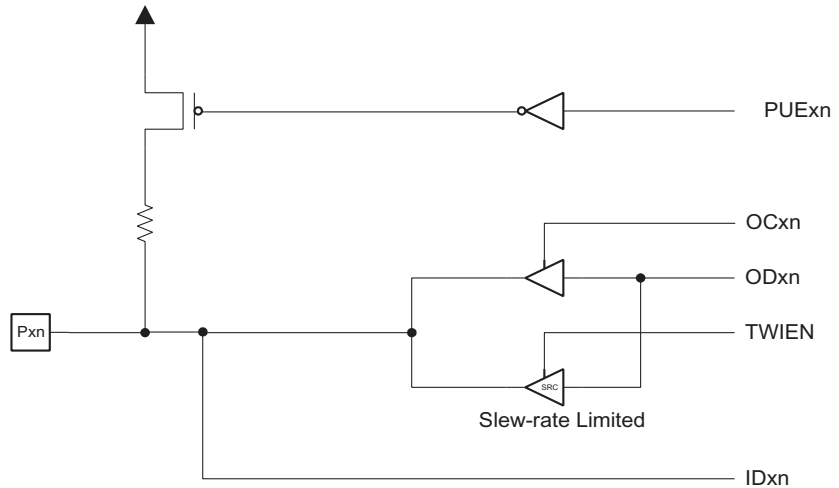 PUExn
OCxn
ODxn
Pxn
TWIEN
SRC
Slew-rate Limited
IDxn